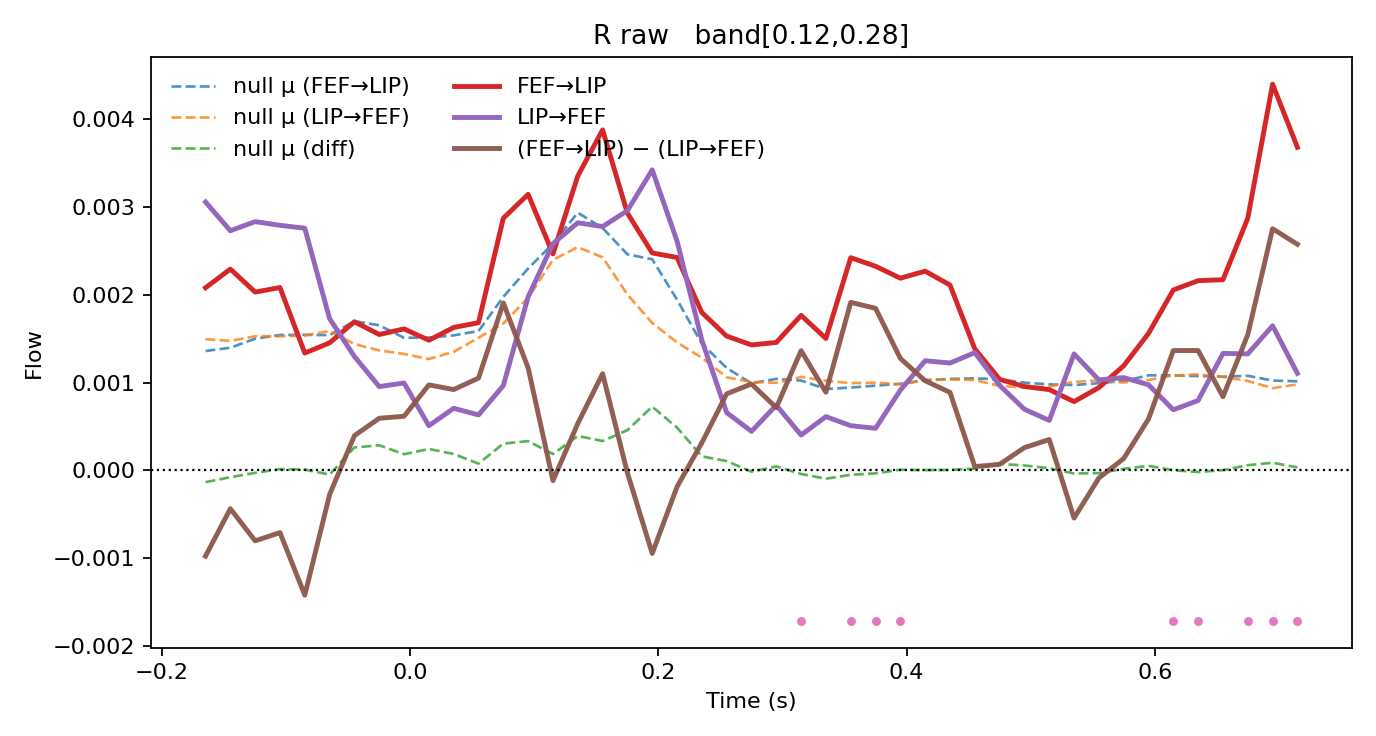 R raw   band[0.12,0.28]
null μ (FEF→LIP)
null μ (LIP→FEF)
null μ (diff)
FEF→LIP
LIP→FEF
(FEF→LIP) − (LIP→FEF)
Flow
0.004
0.003
0.002
0.001
0.000
−0.001
−0.002
−0.2
0.0
0.2
0.4
0.6
Time (s)